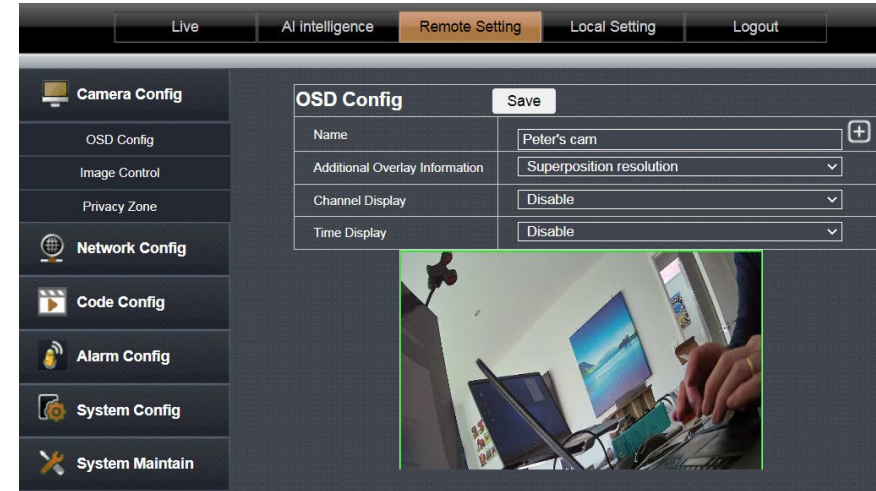 Live AI intelligence Remote Setting Local Setting Logout
Camera Config
OSD Config
Image Control
Privacy Zone
Network Config
Code Config
Alarm Config
System Config
System Maintain
OSD Config Save
Name Peter's cam
Additional Overlay Information Superposition resolution
Channel Display Disable
Time Display Disable